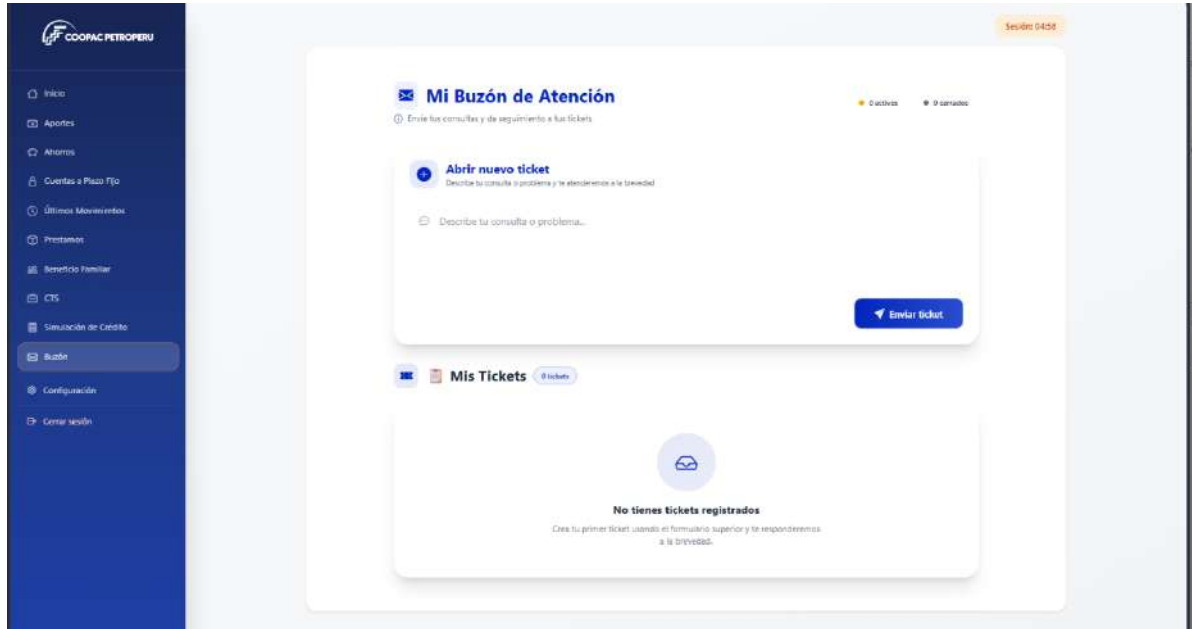 COOPAC PETROPERU
Sesión: 04:58
Inicio
Aportes
Ahorros
Cuentas a Plazo Fijo
Últimos Movimientos
Prestamos
Beneficio Familiar
CTS
Simulación de Crédito
Buzón
Configuración
Cerrar sesión
Mi Buzón de Atención
0 activos
0 cerrados
Envíe tus consultas y de seguimiento a tus tickets
Abrir nuevo ticket
Describe tu consulta o problema y te atenderemos a la brevedad
Describe tu consulta o problema...
Enviar ticket
Mis Tickets
0 tickets
No tienes tickets registrados
Crea tu primer ticket usando el formulario superior y te responderemos
a la brevedad.